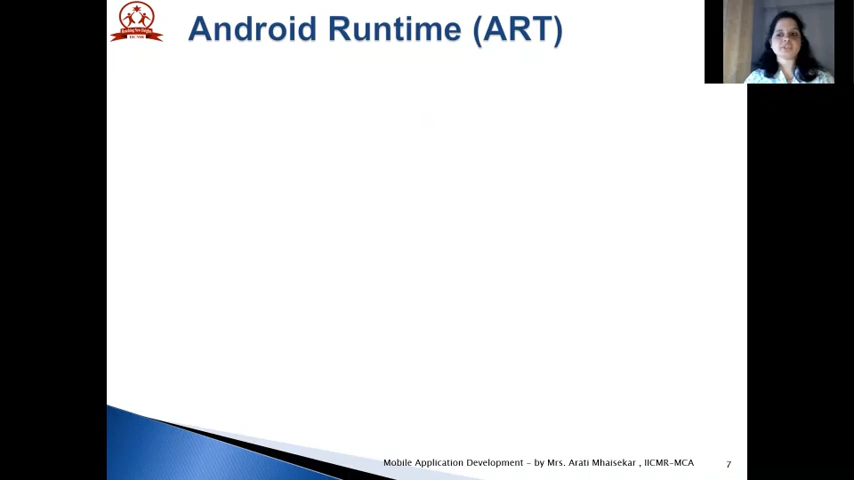 Android Runtime (ART)
Mobile Application Development - by Mrs. Arati Mhaisekar , IICMR-MCA
7